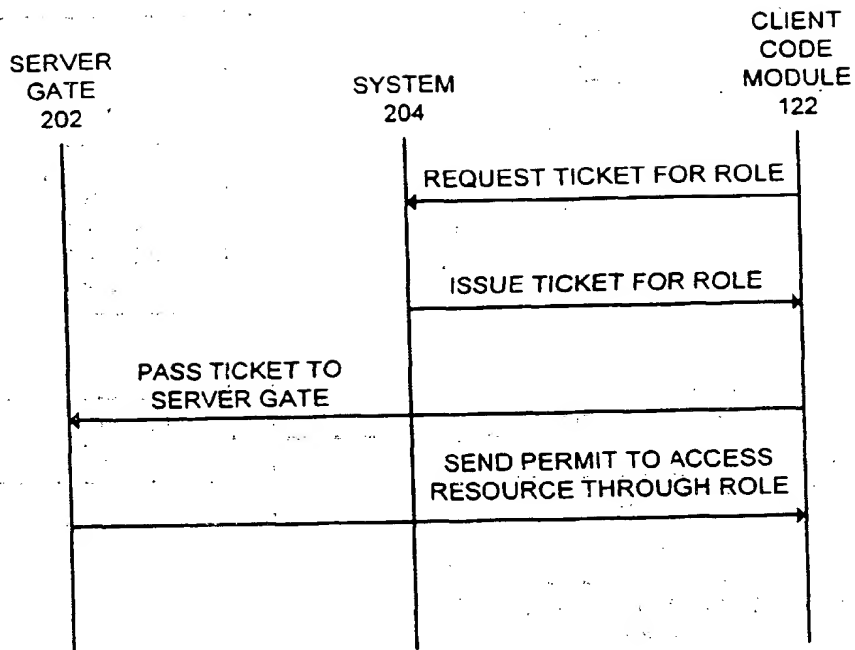 SERVER
GATE
202
SYSTEM
204
CLIENT
CODE
MODULE
122
REQUEST TICKET FOR ROLE
ISSUE TICKET FOR ROLE
PASS TICKET TO
SERVER GATE
SEND PERMIT TO ACCESS
RESOURCE THROUGH ROLE